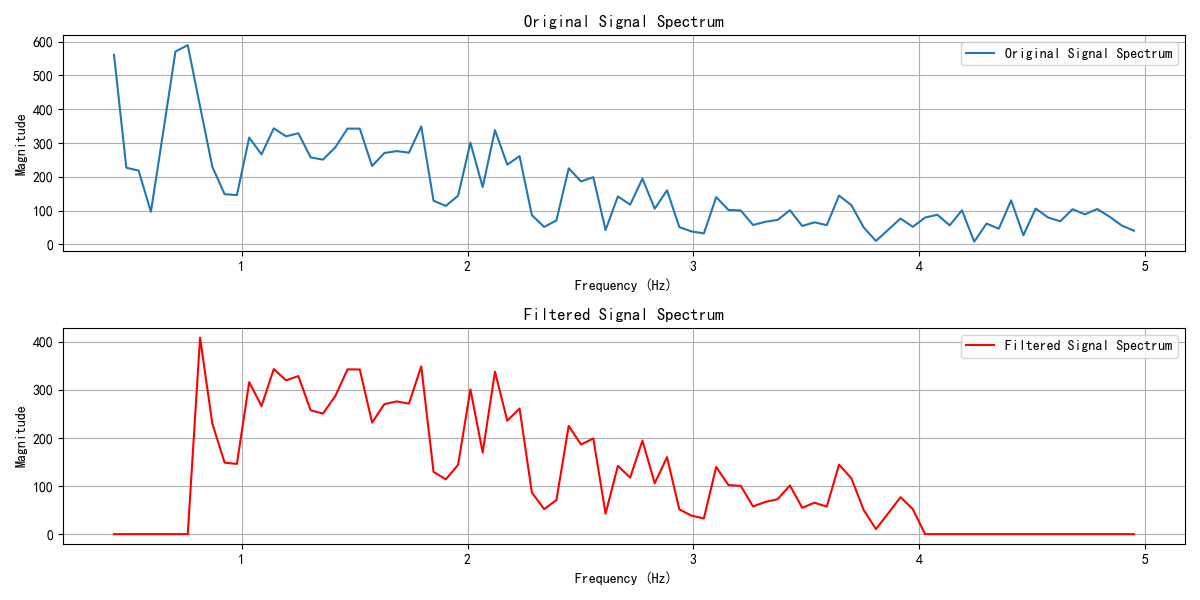 Original Signal Spectrum
600
500
400
300
200
100
0
Magnitude
Original Signal Spectrum
1
2
3
4
5
Frequency (Hz)
Filtered Signal Spectrum
400
300
200
100
0
Magnitude
Filtered Signal Spectrum
1
2
3
4
5
Frequency (Hz)